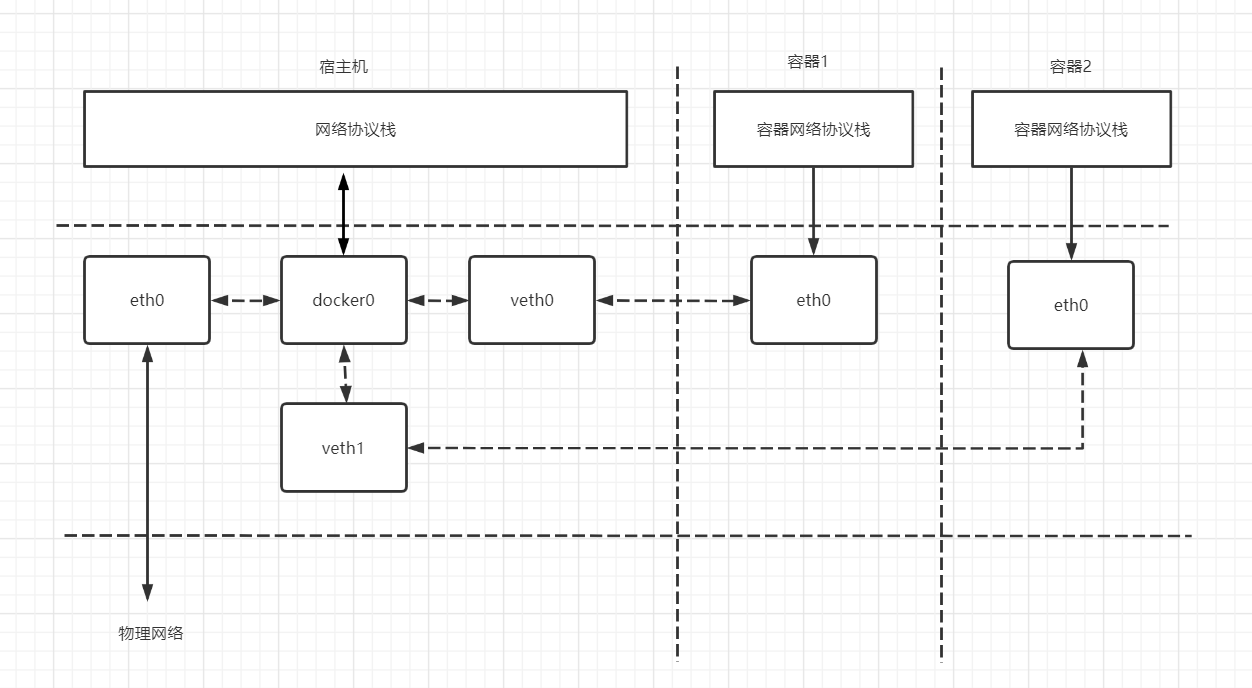 宿主机
容器1
容器2
网络协议栈
容器网络协议栈
容器网络协议栈
eth0
docker0
veth0
eth0
eth0
veth1
物理网络